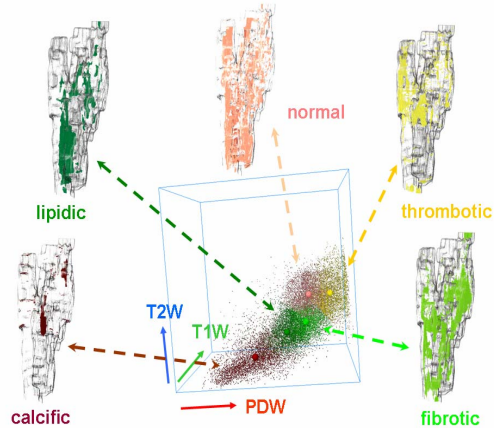 normal
lipidic
thrombotic
T2W
T1W
calcific
PDW
fibrotic